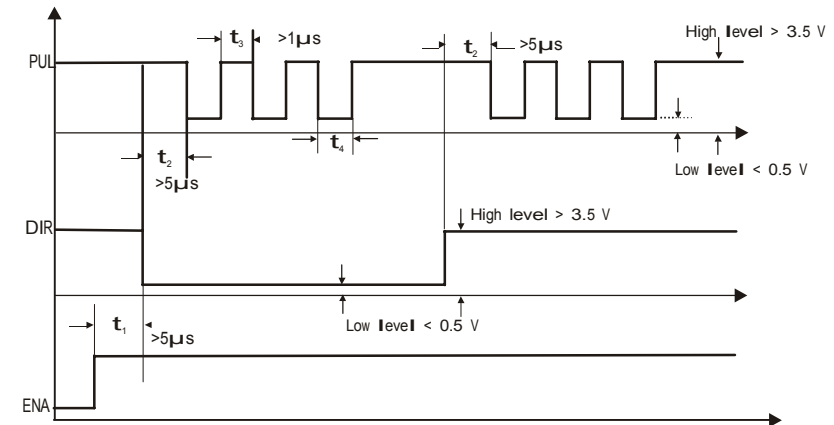 High level > 3.5 V
t₃ >1µs
t₂ >5µs
PUL
t₄
t₂
>5µs
Low level < 0.5 V
DIR
High level > 3.5 V
t₁
>5µs
Low level < 0.5 V
ENA